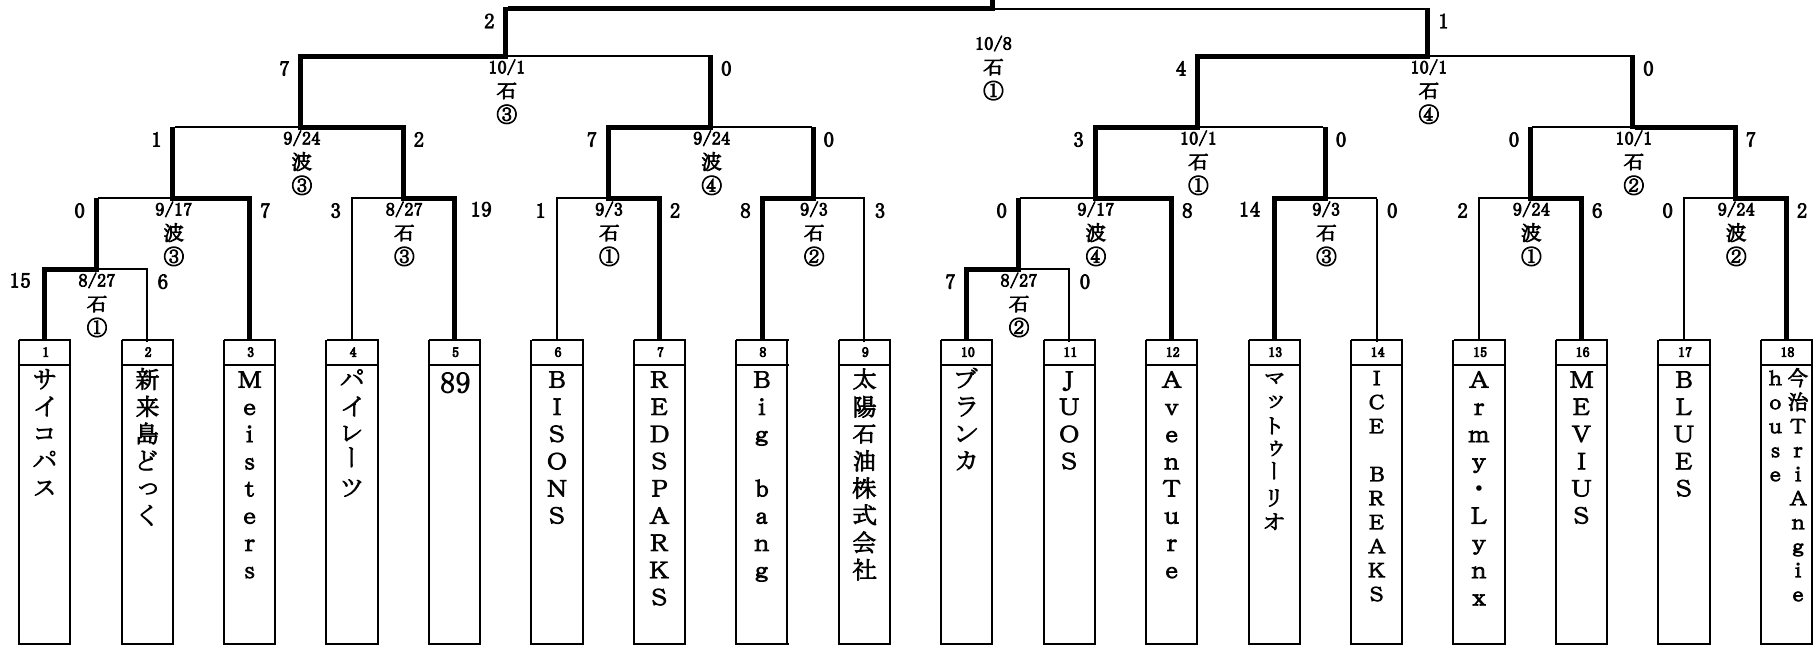 2 1
10/8
石
①
7 10/1 0 4 10/1 0
石 石
③ ④
1 9/24 2 7 9/24 0 3 10/1 0 0 10/1 7
波 波 石 石
③ ④ ① ②
0 9/17 7 3 8/27 19 1 9/3 2 8 9/3 3 0 9/17 8 14 9/3 0 2 9/24 6 0 9/24 2
波 石 石 石 波 石 波 波
③ ③ ① ② ④ ③ ① ②
15 8/27 6 7 8/27 0
石 石
① ②
1 2 3 4 5 6 7 8 9 10 11 12 13 14 15 16 17 18
サイコパス
新来島どっく
Meisters
パイレーツ
89
BISONS
REDSPARKS
Big bang
太陽石油株式会社
ブランカ
JUOS
AvenTure
マットゥーリオ
ICE BREAKS
Army・Lynx
MEVIUS
BLUES
今治TriAngie
house